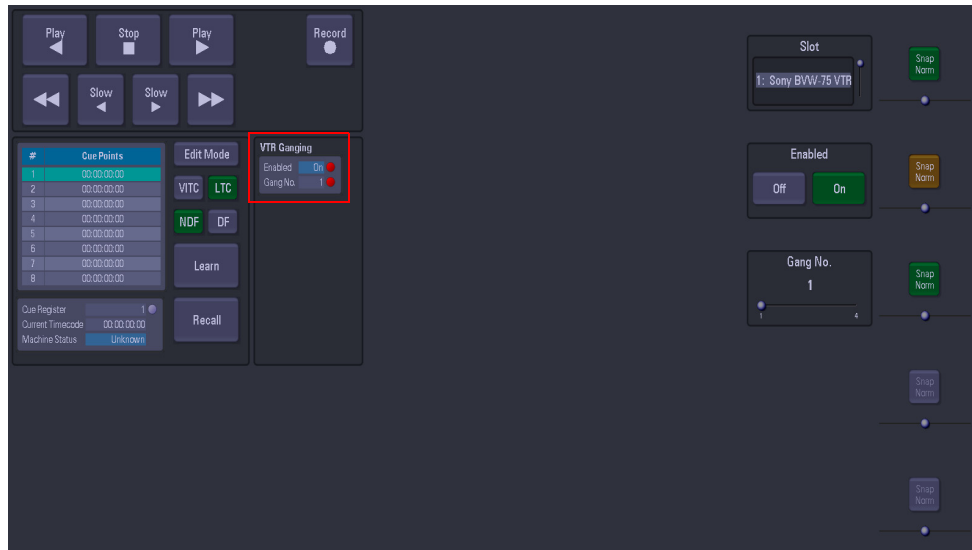 Play
Stop
Play
Record
Slow
Slow
# Cue Points
1 00:00:00:00
2 00:00:00:00
3 00:00:00:00
4 00:00:00:00
5 00:00:00:00
6 00:00:00:00
7 00:00:00:00
8 00:00:00:00
Cue Register 1
Current Timecode 00:00:00:00
Machine Status Unknown
Edit Mode
VITC LTC
NDF DF
Learn
Recall
VTR Ganging
Enabled On
Gang No. 1
Slot
1: Sony BVW-75 VTR
Enabled
Off On
Gang No.
1
1 4
Snap
Norm
Snap
Norm
Snap
Norm
Snap
Norm
Snap
Norm